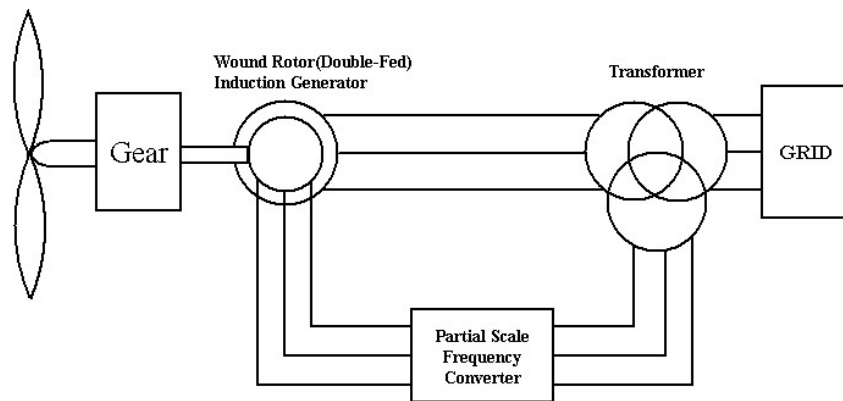 Wound Rotor(Double-Fed)
Induction Generator
Transformer
Gear
GRID
Partial Scale
Frequency
Converter